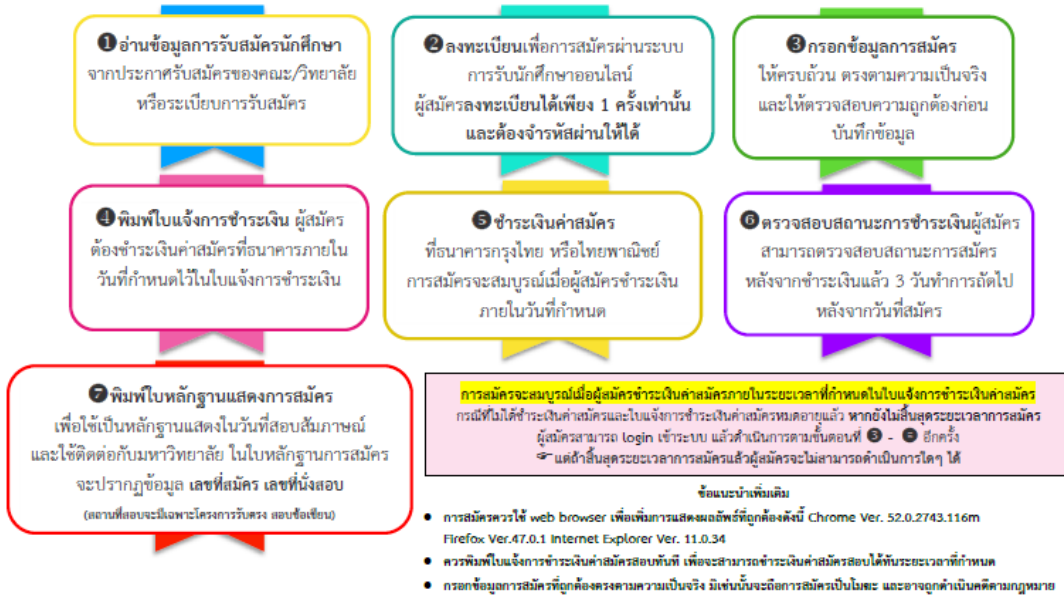 ❶อ่านข้อมูลการรับสมัครนักศึกษา
จากประกาศรับสมัครของคณะ/วิทยาลัย
หรือระเบียบการรับสมัคร
❷ลงทะเบียนเพื่อการสมัครผ่านระบบ
การรับนักศึกษาออนไลน์
ผู้สมัครลงทะเบียนได้เพียง 1 ครั้งเท่านั้น
และต้องจำรหัสผ่านให้ได้
❸กรอกข้อมูลการสมัคร
ให้ครบถ้วน ตรงตามความเป็นจริง
และให้ตรวจสอบความถูกต้องก่อน
บันทึกข้อมูล
❹พิมพ์ใบแจ้งการชำระเงิน ผู้สมัคร
ต้องชำระเงินค่าสมัครที่ธนาคารภายใน
วันที่กำหนดไว้ในใบแจ้งการชำระเงิน
❺ชำระเงินค่าสมัคร
ที่ธนาคารกรุงไทย หรือไทยพาณิชย์
การสมัครจะสมบูรณ์เมื่อผู้สมัครชำระเงิน
ภายในวันที่กำหนด
❻ตรวจสอบสถานะการชำระเงินผู้สมัคร
สามารถตรวจสอบสถานะการสมัคร
หลังจากชำระเงินแล้ว 3 วันทำการถัดไป
หลังจากวันที่สมัคร
❼พิมพ์ใบหลักฐานแสดงการสมัคร
เพื่อใช้เป็นหลักฐานแสดงในวันที่สอบสัมภาษณ์
และใช้ติดต่อกับมหาวิทยาลัย ในใบหลักฐานการสมัคร
จะปรากฏข้อมูล เลขที่สมัคร เลขที่นั่งสอบ
(สถานที่สอบจะมีเฉพาะโครงการรับตรง สอบข้อเขียน)
การสมัครจะสมบูรณ์เมื่อผู้สมัครชำระเงินค่าสมัครภายในระยะเวลาที่กำหนดในใบแจ้งการชำระเงินค่าสมัคร
กรณีที่ไม่ได้ชำระเงินค่าสมัครและใบแจ้งการชำระเงินค่าสมัครหมดอายุแล้ว หากยังไม่สิ้นสุดระยะเวลาการสมัคร
ผู้สมัครสามารถ login เข้าระบบ แล้วดำเนินการตามขั้นตอนที่ ❸ - อีกครั้ง
☞ แต่ถ้าสิ้นสุดระยะเวลาการสมัครแล้วผู้สมัครจะไม่สามารถดำเนินการใดๆ ได้
ข้อแนะนำเพิ่มเติม
● การสมัครควรใช้ web browser เพื่อเพิ่มการแสดงผลลัพธ์ที่ถูกต้องดังนี้ Chrome Ver. 52.0.2743.116m
Firefox Ver.47.0.1 Internet Explorer Ver. 11.0.34
● ควรพิมพ์ใบแจ้งการชำระเงินค่าสมัครสอบทันที เพื่อจะสามารถชำระเงินค่าสมัครสอบได้ทันระยะเวลาที่กำหนด
● กรอกข้อมูลการสมัครที่ถูกต้องตรงตามความเป็นจริง มิเช่นนั้นจะถือการสมัครเป็นโมฆะ และอาจถูกดำเนินคดีตามกฎหมาย